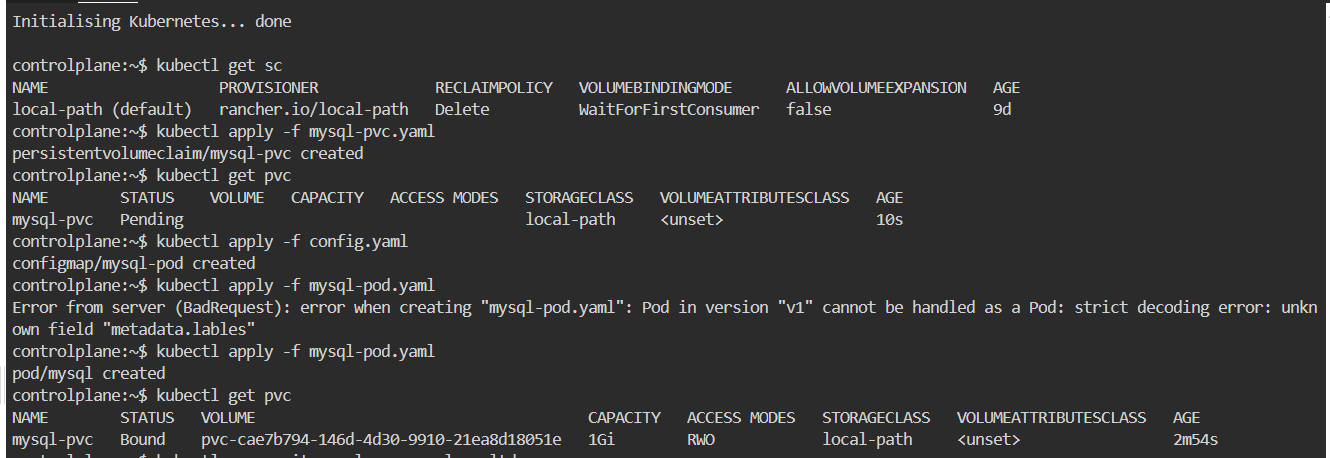 Initialising Kubernetes... done
controlplane:~$ kubectl get sc
NAME                   PROVISIONER             RECLAIMPOLICY   VOLUMEBINDINGMODE      ALLOWVOLUMEEXPANSION   AGE
local-path (default)   rancher.io/local-path   Delete          WaitForFirstConsumer   false                  9d
controlplane:~$ kubectl apply -f mysql-pvc.yaml
persistentvolumeclaim/mysql-pvc created
controlplane:~$ kubectl get pvc
NAME        STATUS    VOLUME   CAPACITY   ACCESS MODES   STORAGECLASS   VOLUMEATTRIBUTESCLASS   AGE
mysql-pvc   Pending                                      local-path     <unset>                 10s
controlplane:~$ kubectl apply -f config.yaml
configmap/mysql-pod created
controlplane:~$ kubectl apply -f mysql-pod.yaml
Error from server (BadRequest): error when creating "mysql-pod.yaml": Pod in version "v1" cannot be handled as a Pod: strict decoding error: unkn
own field "metadata.lables"
controlplane:~$ kubectl apply -f mysql-pod.yaml
pod/mysql created
controlplane:~$ kubectl get pvc
NAME        STATUS   VOLUME                                     CAPACITY   ACCESS MODES   STORAGECLASS   VOLUMEATTRIBUTESCLASS   AGE
mysql-pvc   Bound    pvc-cae7b794-146d-4d30-9910-21ea8d18051e   1Gi        RWO            local-path     <unset>                 2m54s